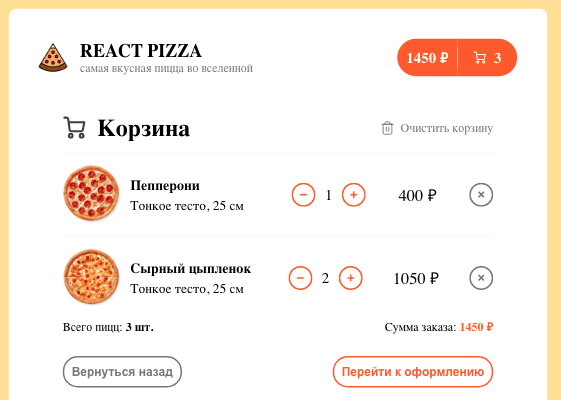 REACT PIZZA
самая вкусная пицца во вселенной
1450 ₽ 3
Корзина
Очистить корзину
Пепперони
Тонкое тесто, 25 см
1
400 ₽
Сырный цыпленок
Тонкое тесто, 25 см
2
1050 ₽
Всего пицц: 3 шт.
Сумма заказа: 1450 ₽
Вернуться назад
Перейти к оформлению